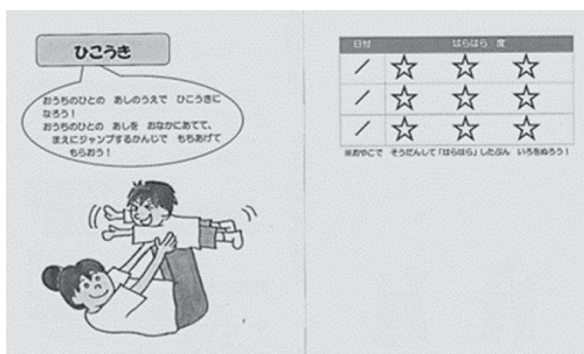 ひこうき
おうちのひとの　あしのうえで　ひこうきに
なろう！
おうちのひとの　あしを　おなかにあてて、
まえにジャンプするかんじで　もちあげて
もらおう！
日付　はらはら　度
／　☆　☆　☆
／　☆　☆　☆
／　☆　☆　☆
※おやこで　そうだんして「はらはら」したぶん　いろをぬろう！